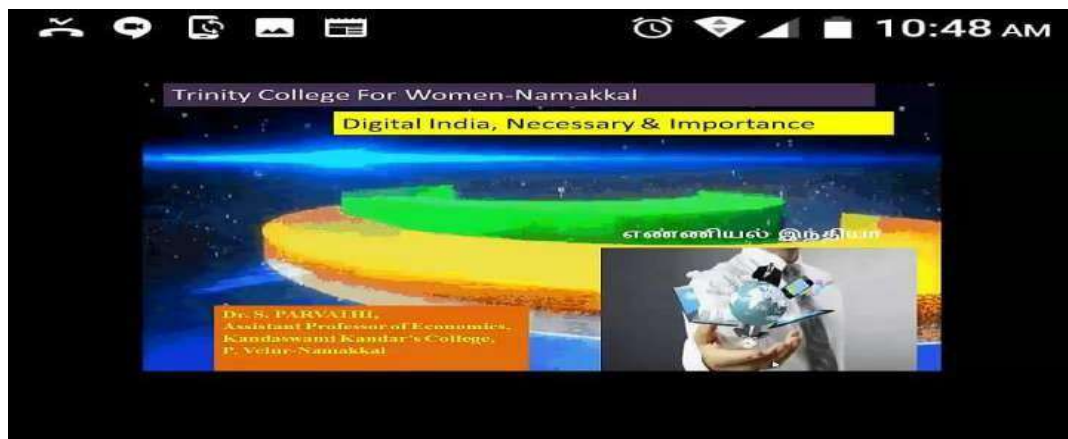 10:48 AM
Trinity College For Women-Namakkal
Digital India, Necessary & Importance
எண்ணியல் இந்தியா
Dr. S. PARVATHI,
Assistant Professor of Economics,
Kandaswami Kandar's College,
P. Velur-Namakkal